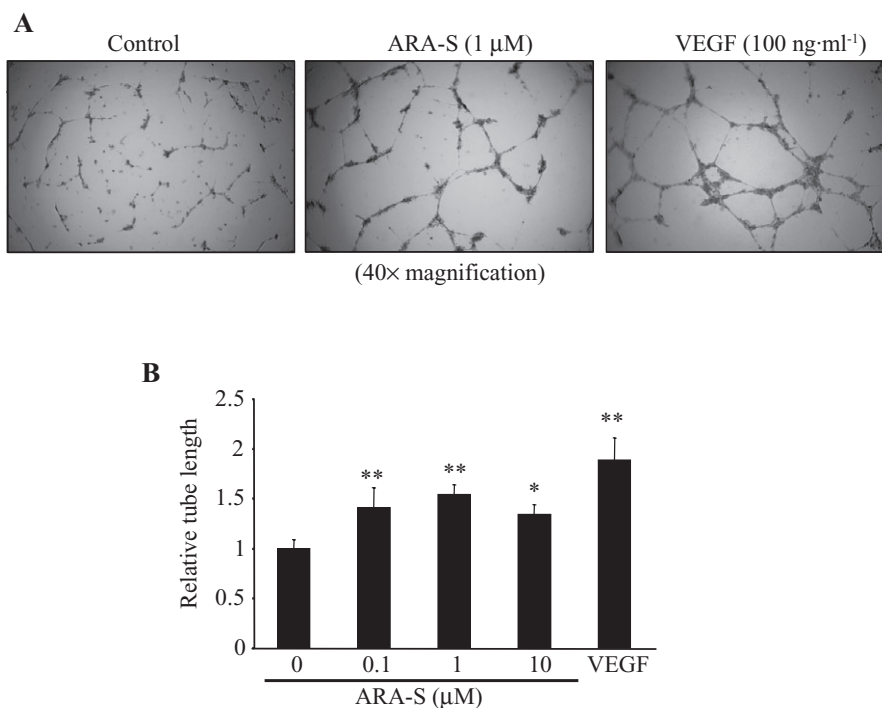 A
Control
ARA-S (1 μM)
VEGF (100 ng·ml⁻¹)
(40× magnification)
B
Relative tube length
2.5
2
1.5
1
0.5
0
**
**
*
**
0 0.1 1 10 VEGF
ARA-S (μM)